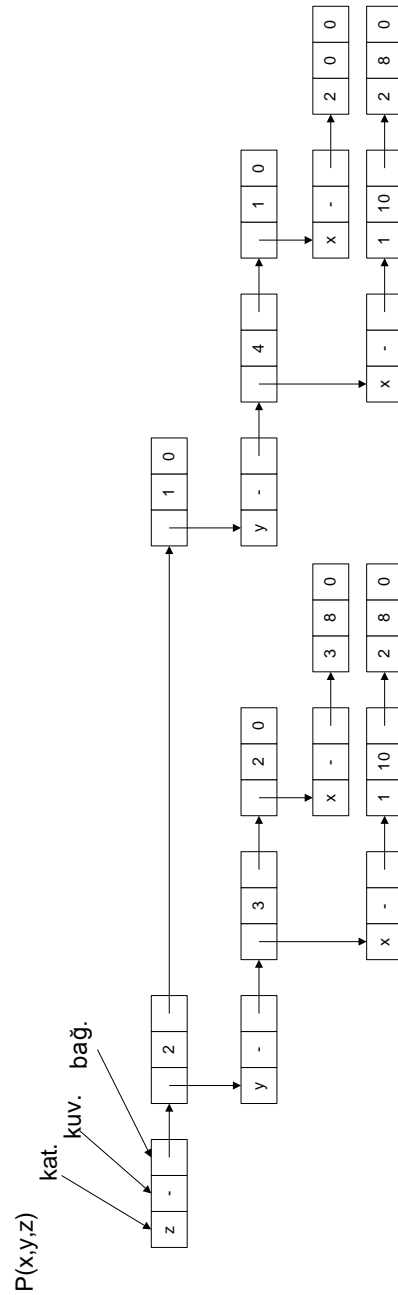 P(x,y,z)
kat.
kuv.
bağ.
z - 2 1 0
y - 3 2 0 y - 4 1 0
x - 3 8 0 x - 2 0 0
x - 1 10 2 8 0 x - 1 10 2 8 0